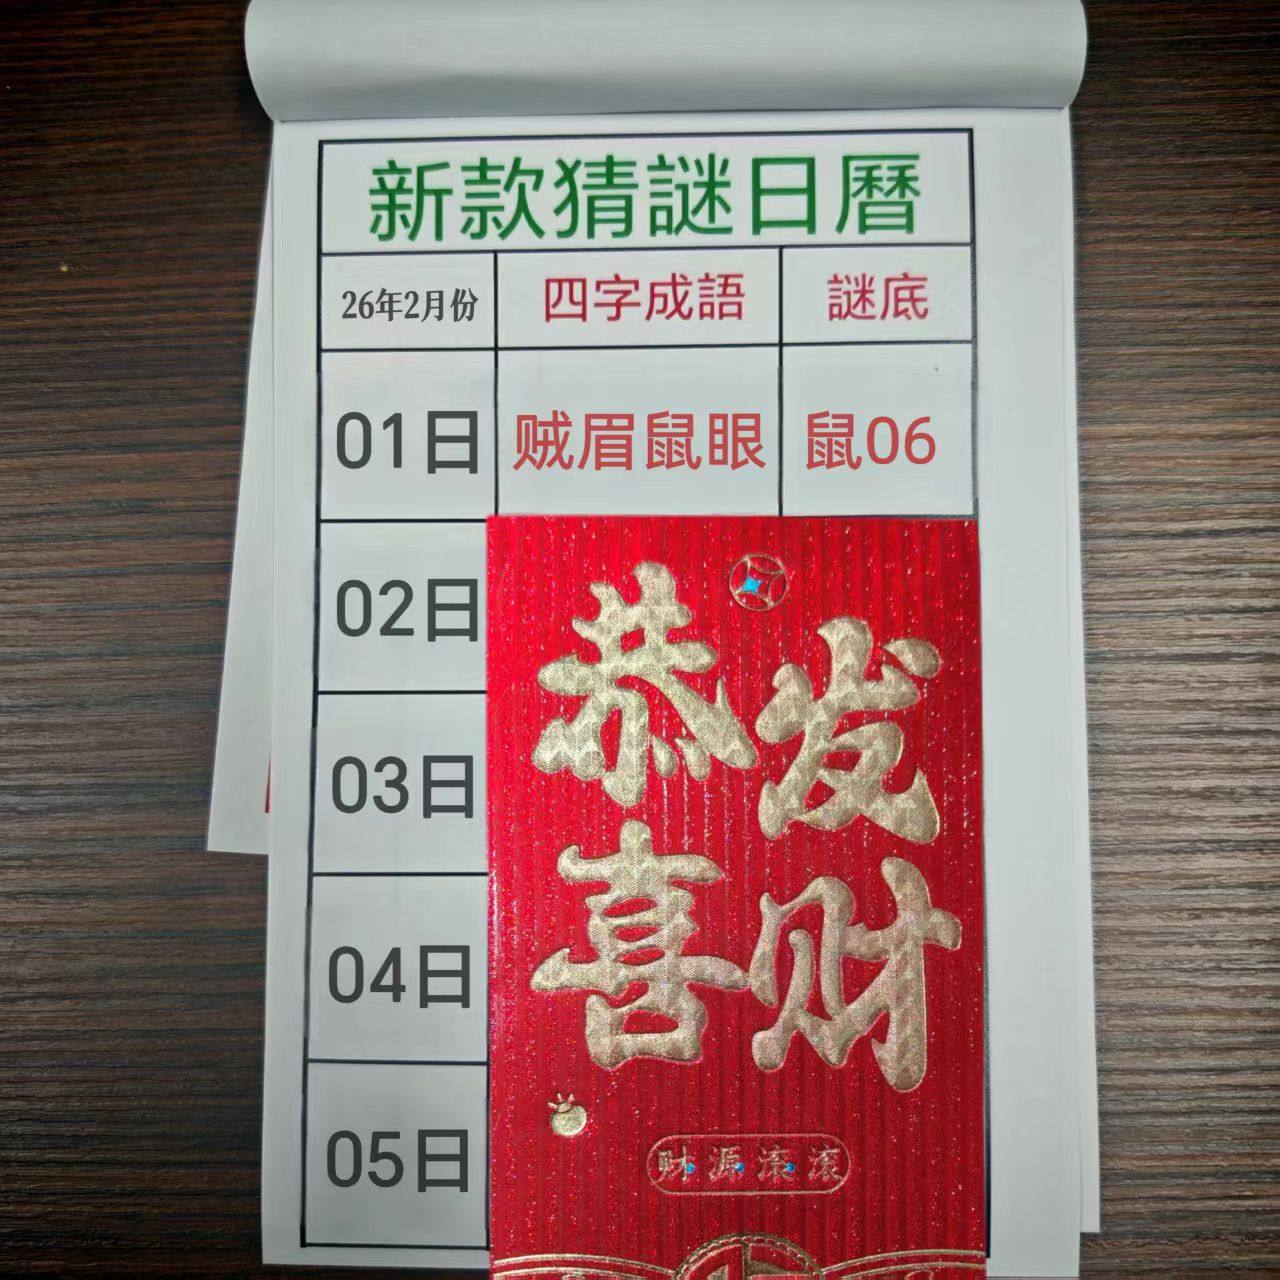 新款猜謎日曆
26年2月份 四字成語 謎底
01日 贼眉鼠眼 鼠06
02日
03日
04日
05日
恭喜
发财
财源滚滚